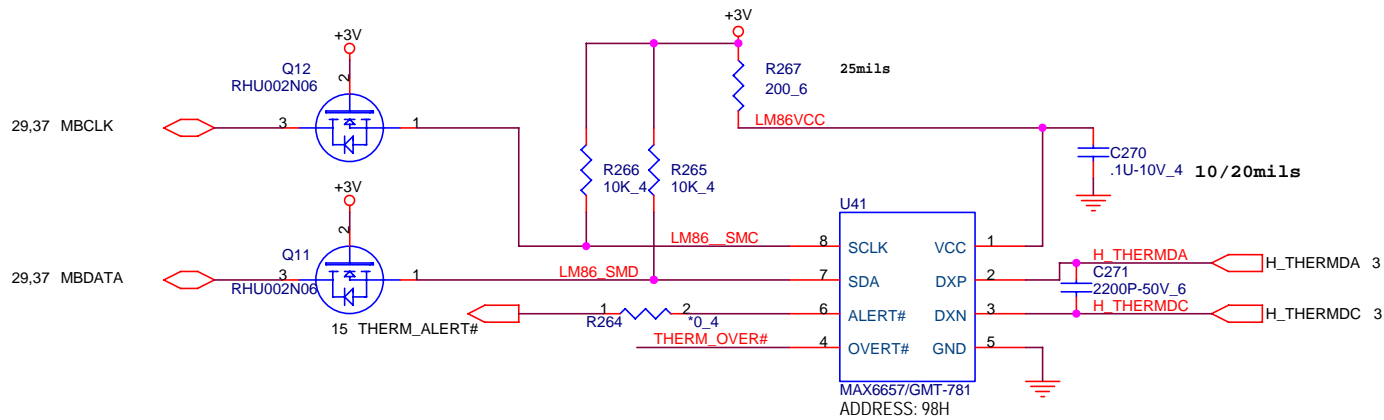 +3V
+3V
Q12
RHU002N06
2
R267
200_6
25mils
29,37 MBCLK
3
1
LM86VCC
C270
.1U-10V_4
10/20mils
R266
10K_4
R265
10K_4
+3V
U41
2
Q11
LM86__SMC
8
SCLK
VCC
1
H_THERMDA
H_THERMDA 3
29,37 MBDATA
3
1
RHU002N06
LM86_SMD
7
SDA
DXP
2
C271
2200P-50V_6
15 THERM_ALERT#
1
2
R264
*0_4
6
ALERT#
DXN
3
H_THERMDC
H_THERMDC 3
THERM_OVER#
4
OVERT#
GND
5
MAX6657/GMT-781
ADDRESS: 98H